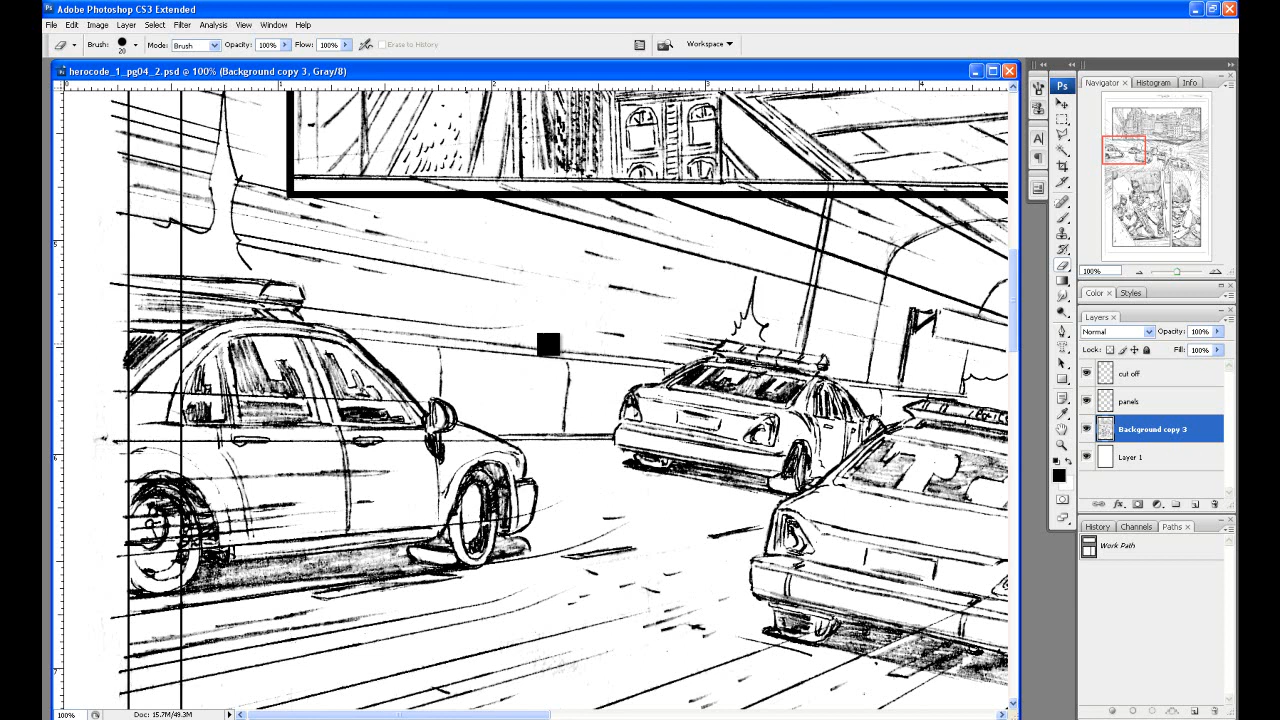 Adobe Photoshop CS3 Extended
File Edit Image Layer Select Filter Analysis View Window Help
Brush: 20 Mode: Brush Opacity: 100% Flow: 100% Erase to History Workspace
herocode_1_pg04_2.psd @ 100% (Background copy 3, Gray/8)
Ps
Navigator x Histogram Info
100%
Color x Styles
Layers x
Normal Opacity: 100%
Lock: Fill: 100%
cut off
panels
Background copy 3
Layer 1
History Channels Paths x
Work Path
100% Doc: 15.7M/49.3M